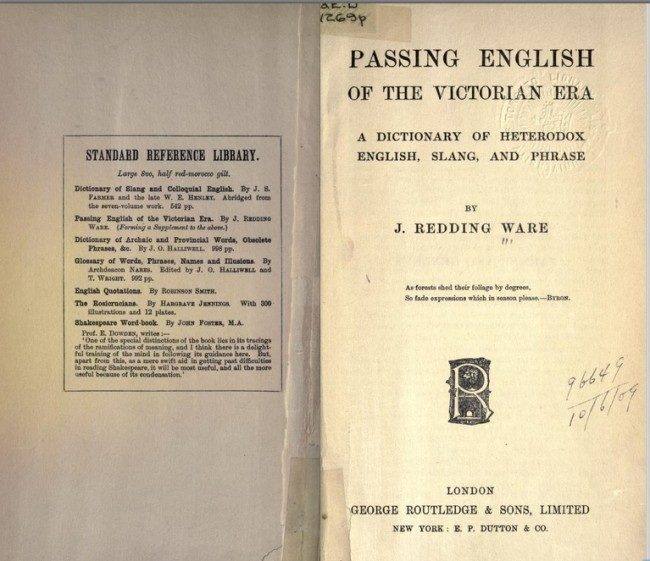 STANDARD REFERENCE LIBRARY.
Large 8vo, half red-morocco gilt.
Dictionary of Slang and Colloquial English. By J. S.
FARMER and the late W. E. HENLEY. Abridged from
the seven-volume work. 542 pp.
Passing English of the Victorian Era. By J. REDDING
WARE. (Forming a Supplement to the above.)
Dictionary of Archaic and Provincial Words, Obsolete
Phrases, &c. By J. O. HALLIWELL. 998 pp.
Glossary of Words, Phrases, Names and Illusions. By
Archdeacon NARES. Edited by J. O. HALLIWELL and
T. WRIGHT. 992 pp.
English Quotations. By ROBINSON SMITH.
The Rosicrucians. By HARGRAVE JENNINGS. With 300
illustrations and 12 plates.
Shakespeare Word-book. By JOHN FOSTER, M.A.
Prof. E. DOWDEN, writes :—
'One of the special distinctions of the book lies in its tracings
of the ramifications of meaning, and I think there is a delight-
ful training of the mind in following its guidance here. But,
apart from this, as a mere swift aid in getting past difficulties
in reading Shakespeare, it will be most useful, and all the more
useful because of its condensation.'
1269p
PASSING ENGLISH
OF THE VICTORIAN ERA
A DICTIONARY OF HETERODOX
ENGLISH, SLANG, AND PHRASE
BY
J. REDDING WARE
As forests shed their foliage by degrees,
So fade expressions which in season please.—BYRON.
R
96649
10/6/09
LONDON
GEORGE ROUTLEDGE & SONS, LIMITED
NEW YORK : E. P. DUTTON & CO.